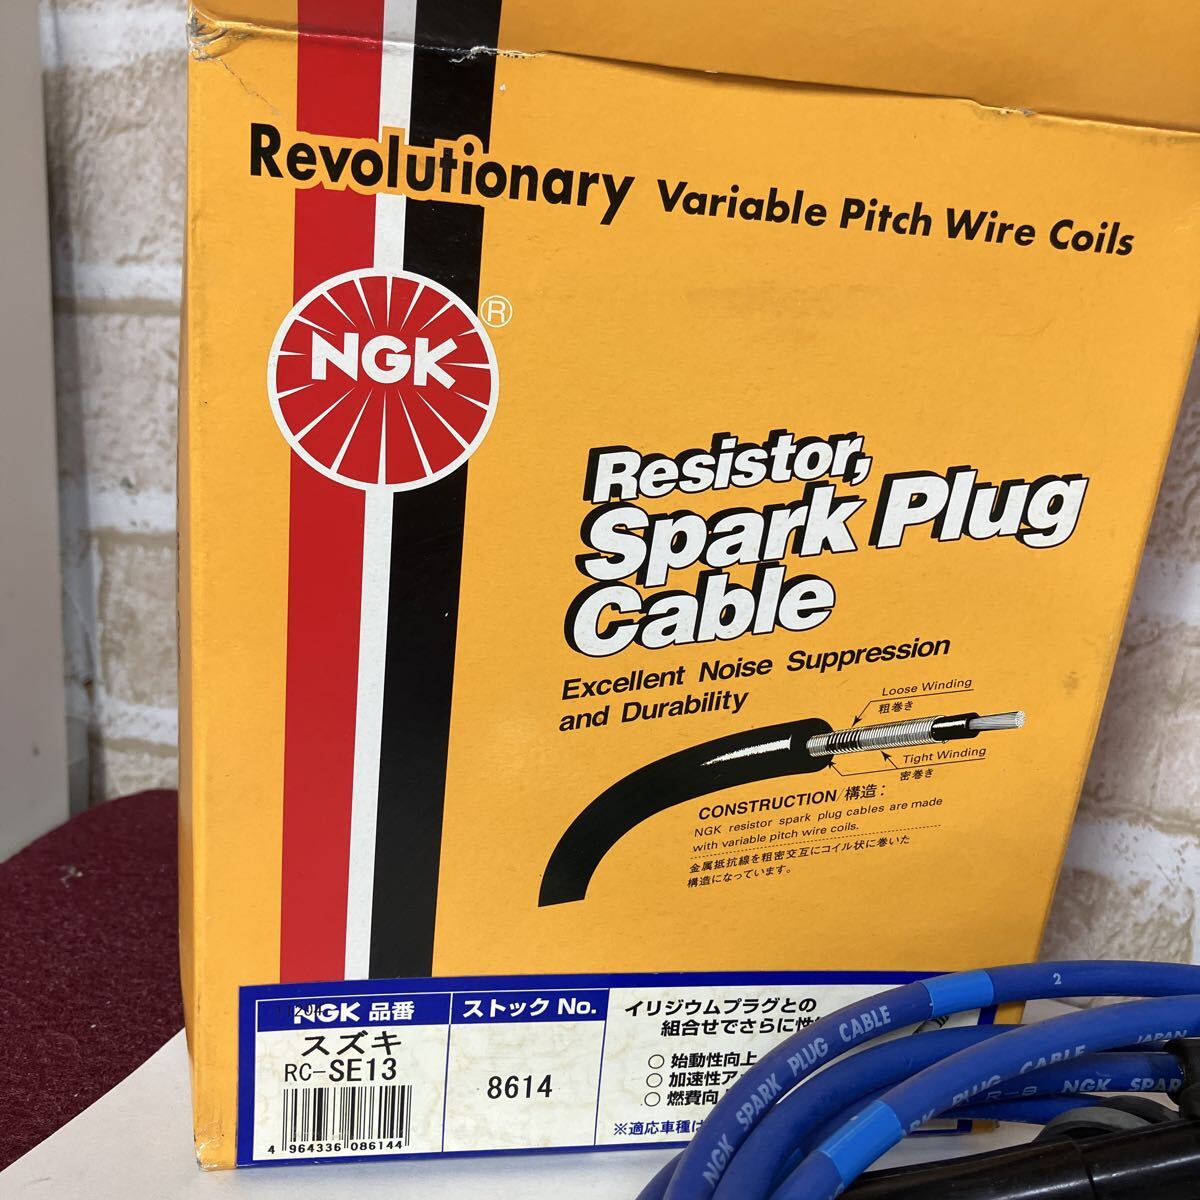 Revolutionary Variable Pitch Wire Coils
NGK
®
Resistor,
Spark Plug
Cable
Excellent Noise Suppression
and Durability
Loose Winding
粗巻き
Tight Winding
密巻き
CONSTRUCTION/構造:
NGK resistor spark plug cables are made
with variable pitch wire coils.
金属抵抗線を粗密交互にコイル状に巻いた
構造になっています。
NGK 品番
スズキ
RC-SE13
4 964336 086144
ストック No.
8614
イリジウムプラグとの
組合せでさらに性
○ 始動性向上
○ 加速性ア
○ 燃費向
※適応車種は
2
NGK SPARK PLUG CABLE
PLUG CABLE
JAPAN
NGK SPAR